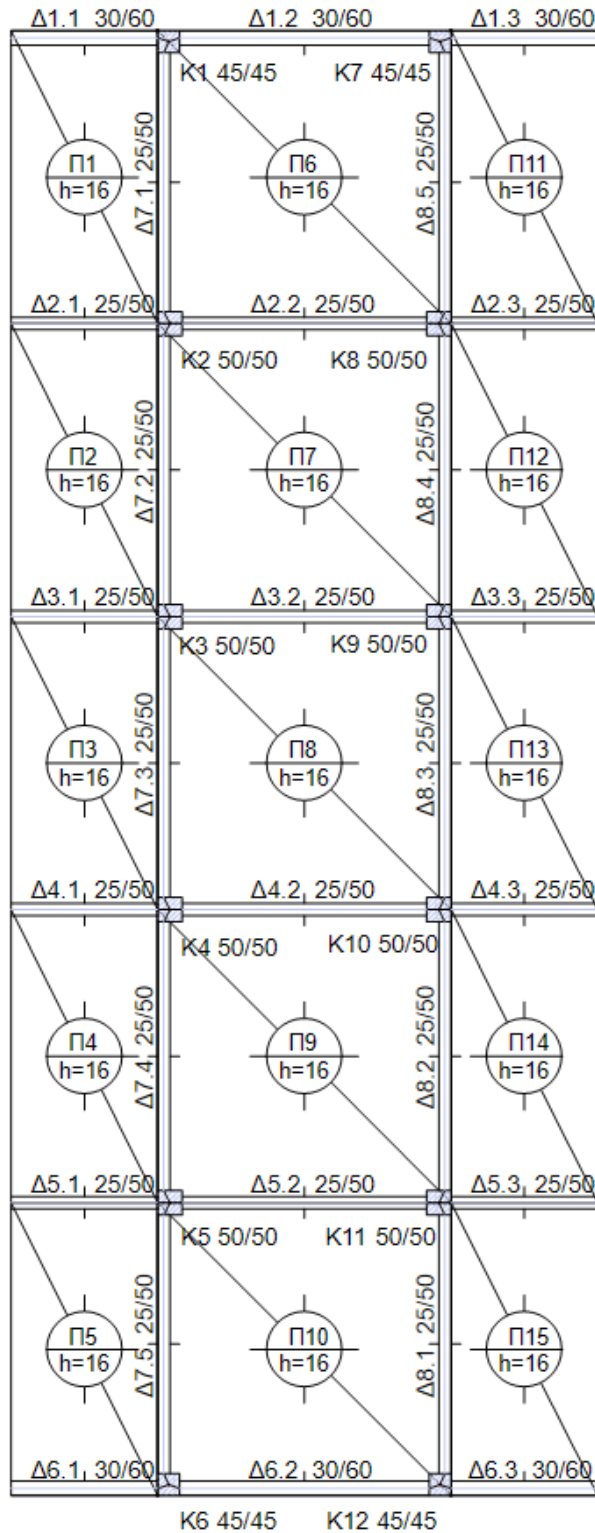 Δ1.1 30/60
Δ1.2 30/60
Δ1.3 30/60
K1 45/45
K7 45/45
Π1
h=16
Δ7.1 25/50
Π6
h=16
Δ8.5 25/50
Π11
h=16
Δ2.1 25/50
Δ2.2 25/50
Δ2.3 25/50
K2 50/50
K8 50/50
Π2
h=16
Δ7.2 25/50
Π7
h=16
Δ8.4 25/50
Π12
h=16
Δ3.1 25/50
Δ3.2 25/50
Δ3.3 25/50
K3 50/50
K9 50/50
Π3
h=16
Δ7.3 25/50
Π8
h=16
Δ8.3 25/50
Π13
h=16
Δ4.1 25/50
Δ4.2 25/50
Δ4.3 25/50
K4 50/50
K10 50/50
Π4
h=16
Δ7.4 25/50
Π9
h=16
Δ8.2 25/50
Π14
h=16
Δ5.1 25/50
Δ5.2 25/50
Δ5.3 25/50
K5 50/50
K11 50/50
Π5
h=16
Δ7.5 25/50
Π10
h=16
Δ8.1 25/50
Π15
h=16
Δ6.1 30/60
Δ6.2 30/60
Δ6.3 30/60
K6 45/45
K12 45/45